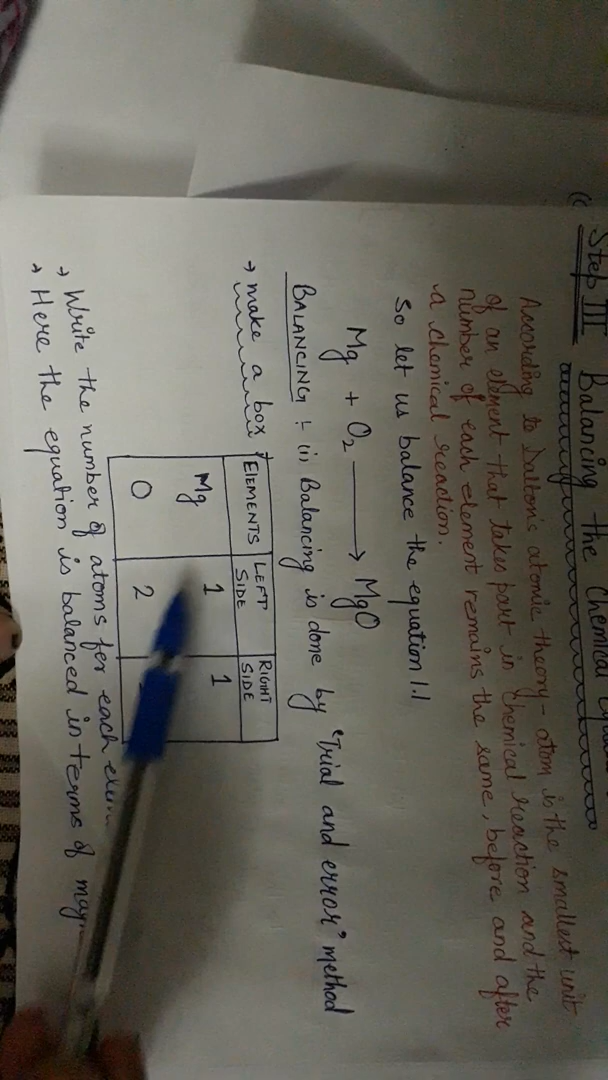 Step III Balancing the Chemical
According to Dalton's atomic theory - atom is the smallest unit
of an element that takes part in chemical reaction and the
number of each element remains the same, before and after
a chemical reaction.
So let us balance the equation 1.1
Mg + O2 → MgO
BALANCING :- (i) Balancing is done by "Trial and error" method
→ make a box
ELEMENTS LEFT SIDE RIGHT SIDE
Mg 1 1
O 2
→ Write the number of atoms for each
→ Here the equation is balanced in terms of